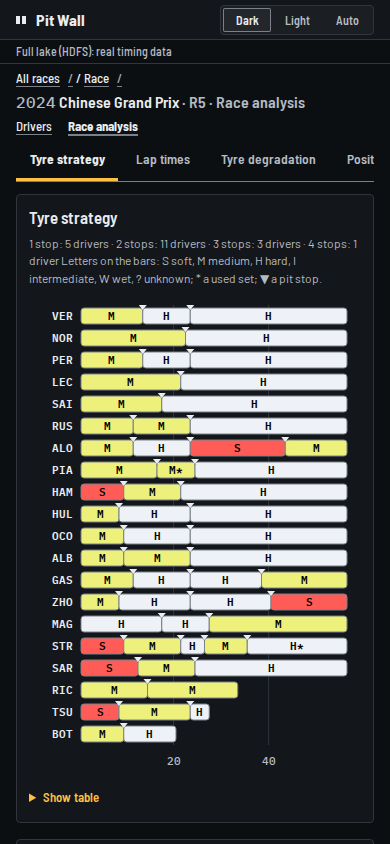 Pit Wall
Dark Light Auto
Full lake (HDFS): real timing data
All races / / Race /
2024 Chinese Grand Prix · R5 · Race analysis
Drivers Race analysis
Tyre strategy Lap times Tyre degradation Posit
Tyre strategy
1 stop: 5 drivers · 2 stops: 11 drivers · 3 stops: 3 drivers · 4 stops: 1
driver Letters on the bars: S soft, M medium, H hard, I
intermediate, W wet, ? unknown; * a used set; ▼ a pit stop.
VER M H H
NOR M H
PER M H H
LEC M H
SAI M H
RUS M M H
ALO M H S M
PIA M M* H
HAM S M H
HUL M H H
OCO M H H
ALB M M H
GAS M H H M
ZHO M H H S
MAG H H M
STR S M H M H*
SAR S M H
RIC M M
TSU S M H
BOT M H
20 40
Show table